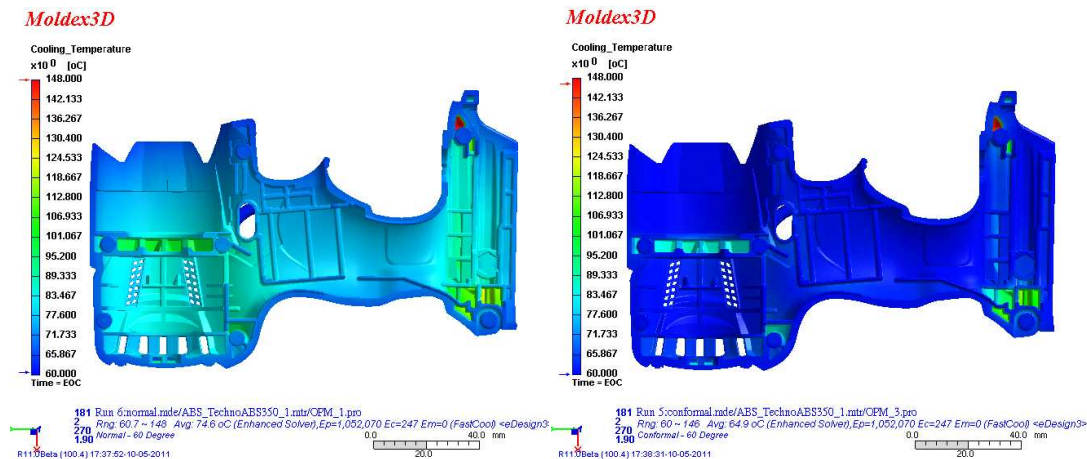 Moldex3D
Cooling_Temperature
x10 0 [oC]
148.000
142.133
136.267
130.400
124.533
118.667
112.800
106.933
101.067
95.200
89.333
83.467
77.600
71.733
65.867
60.000
Time = EOC
181 Run 6:normal.mde/ABS_TechnoABS350_1.mtr/OPM_1.pro
2 Rng: 60.7 ~ 148 Avg: 74.6 oC (Enhanced Solver),Ep=1,052,070 Ec=247 Em=0 (FastCool) <eDesign3>
270 Normal - 60 Degree
1.90
0.0 40.0 mm
20.0
R11.0Beta (100.4) 17:37:52-10-05-2011
Moldex3D
Cooling_Temperature
x10 0 [oC]
148.000
142.133
136.267
130.400
124.533
118.667
112.800
106.933
101.067
95.200
89.333
83.467
77.600
71.733
65.867
60.000
Time = EOC
181 Run 5:conformal.mde/ABS_TechnoABS350_1.mtr/OPM_3.pro
2 Rng: 60 ~ 146 Avg: 64.9 oC (Enhanced Solver),Ep=1,052,070 Ec=247 Em=0 (FastCool) <eDesign3>
270 Conformal - 60 Degree
1.90
0.0 40.0 mm
20.0
R11.0Beta (100.4) 17:38:31-10-05-2011